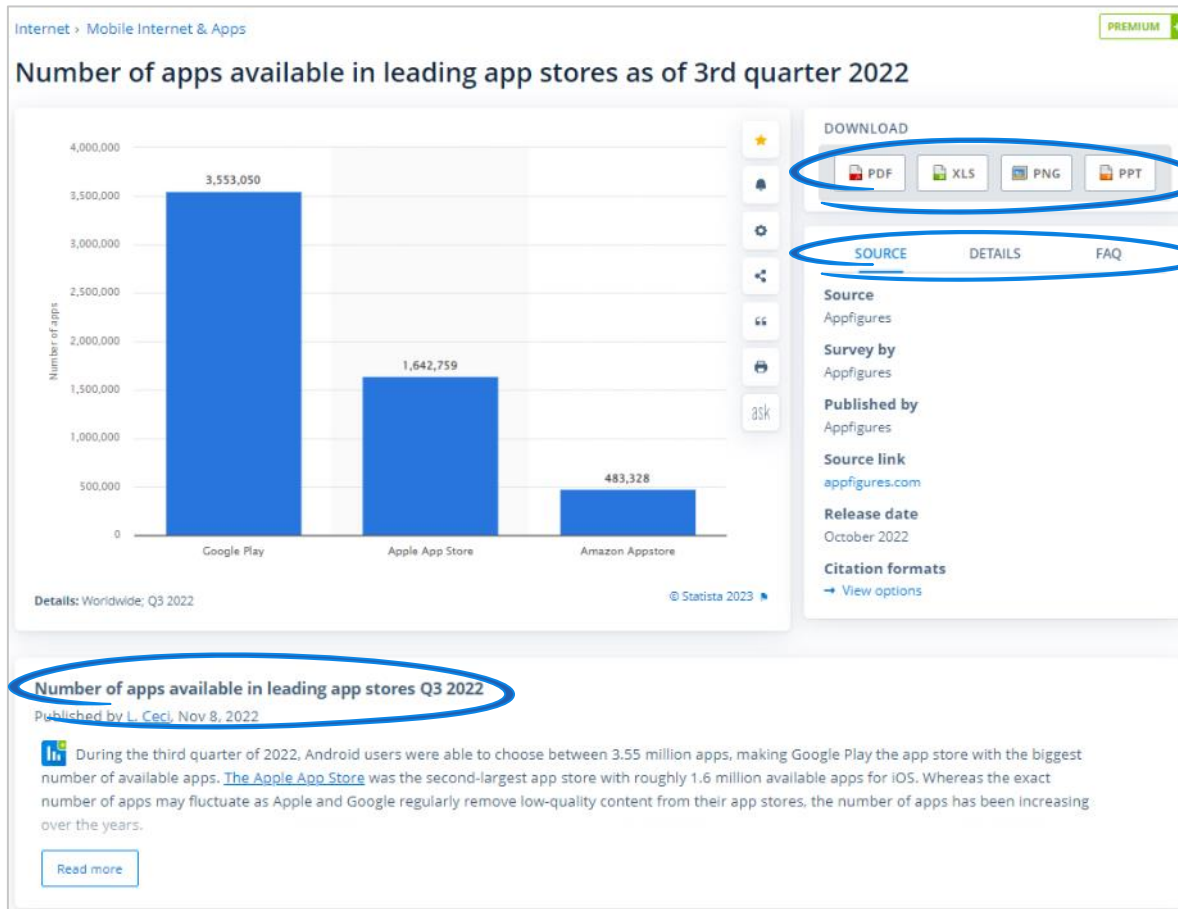 Internet › Mobile Internet & Apps
PREMIUM
Number of apps available in leading app stores as of 3rd quarter 2022
4,000,000
3,500,000
3,000,000
2,500,000
2,000,000
1,500,000
1,000,000
500,000
0
Number of apps
3,553,050
1,642,759
483,328
Google Play
Apple App Store
Amazon Appstore
Details: Worldwide; Q3 2022
© Statista 2023
ask
DOWNLOAD
PDF
XLS
PNG
PPT
SOURCE
DETAILS
FAQ
Source
Appfigures
Survey by
Appfigures
Published by
Appfigures
Source link
appfigures.com
Release date
October 2022
Citation formats
→ View options
Number of apps available in leading app stores Q3 2022
Published by L. Ceci, Nov 8, 2022
During the third quarter of 2022, Android users were able to choose between 3.55 million apps, making Google Play the app store with the biggest
number of available apps. The Apple App Store was the second-largest app store with roughly 1.6 million available apps for iOS. Whereas the exact
number of apps may fluctuate as Apple and Google regularly remove low-quality content from their app stores, the number of apps has been increasing
over the years.
Read more